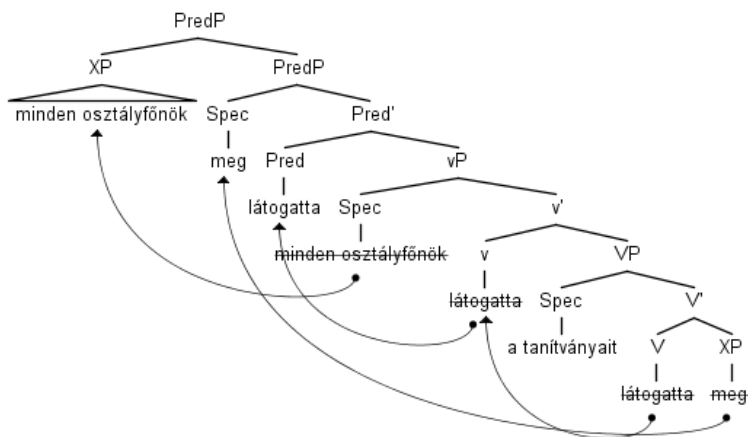 PredP
XP PredP
minden osztályfőnök Spec Pred'
meg Pred vP
látogatta Spec v'
minden osztályfőnök v VP
látogatta Spec V'
a tanítványait V XP
látogatta meg